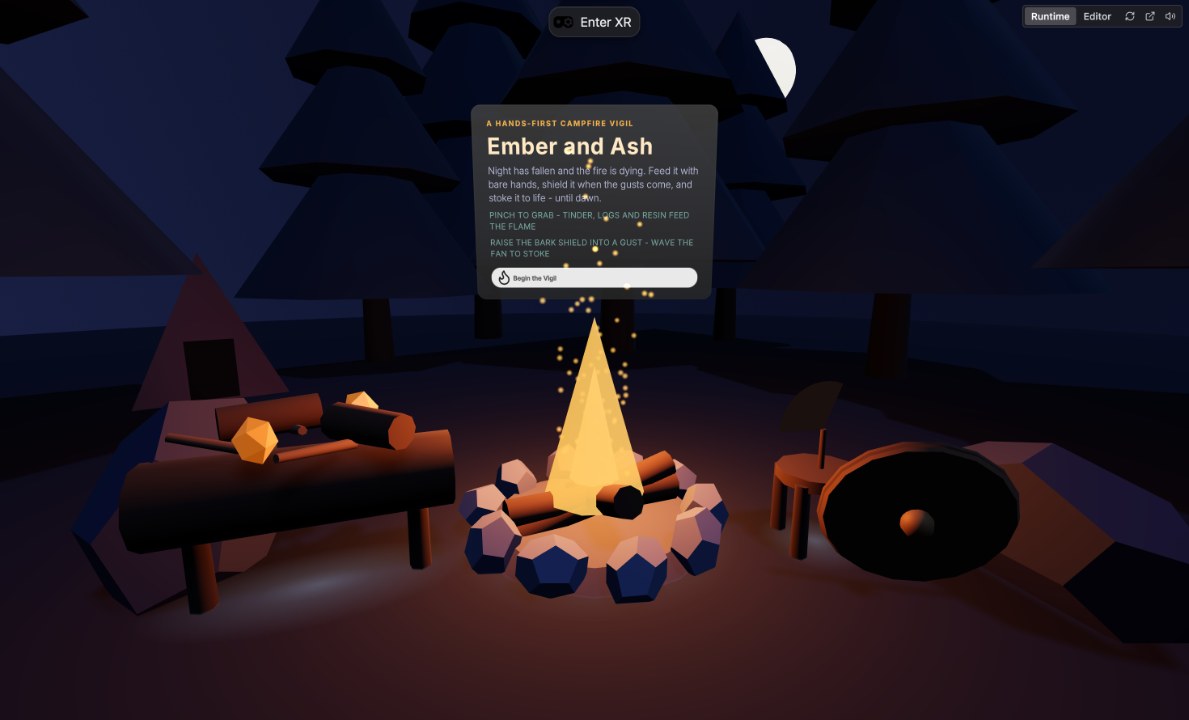 Enter XR
Runtime Editor
A HANDS-FIRST CAMPFIRE VIGIL
Ember and Ash
Night has fallen and the fire is dying. Feed it with
bare hands, shield it when the gusts come, and
stoke it to life - until dawn.
PINCH TO GRAB - TINDER, LOGS AND RESIN FEED
THE FLAME
RAISE THE BARK SHIELD INTO A GUST - WAVE THE
FAN TO STOKE
Begin the Vigil